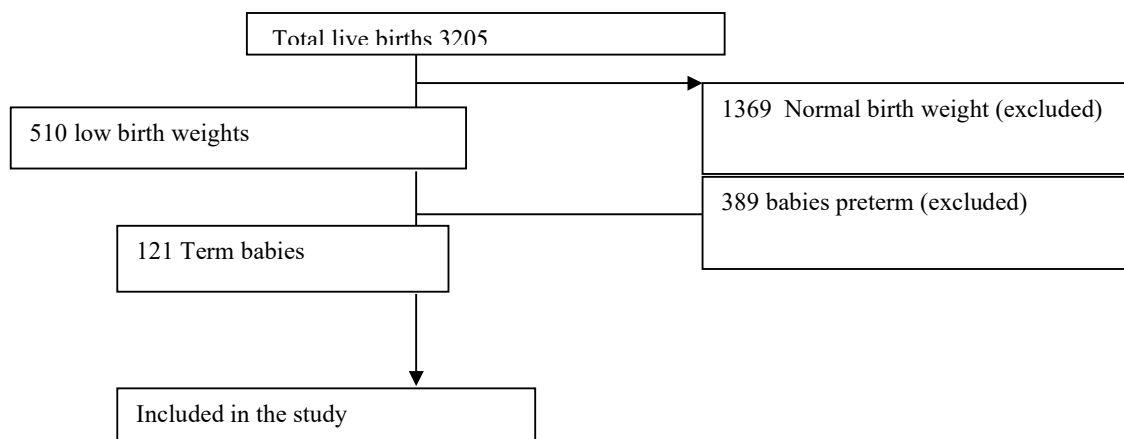 Total live births 3205
1369 Normal birth weight (excluded)
510 low birth weights
389 babies preterm (excluded)
121 Term babies
Included in the study